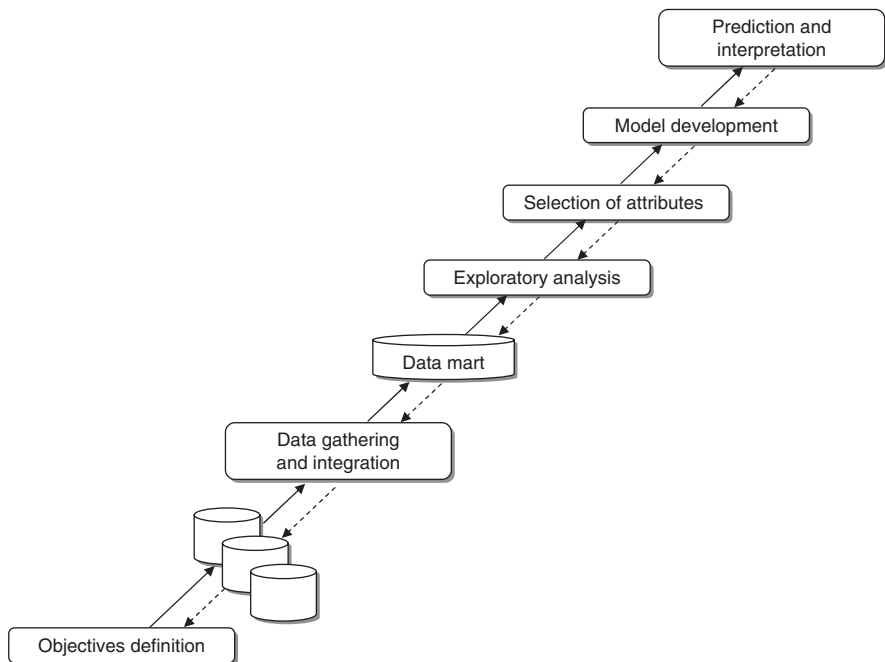 Prediction and
interpretation
Model development
Selection of attributes
Exploratory analysis
Data mart
Data gathering
and integration
Objectives definition